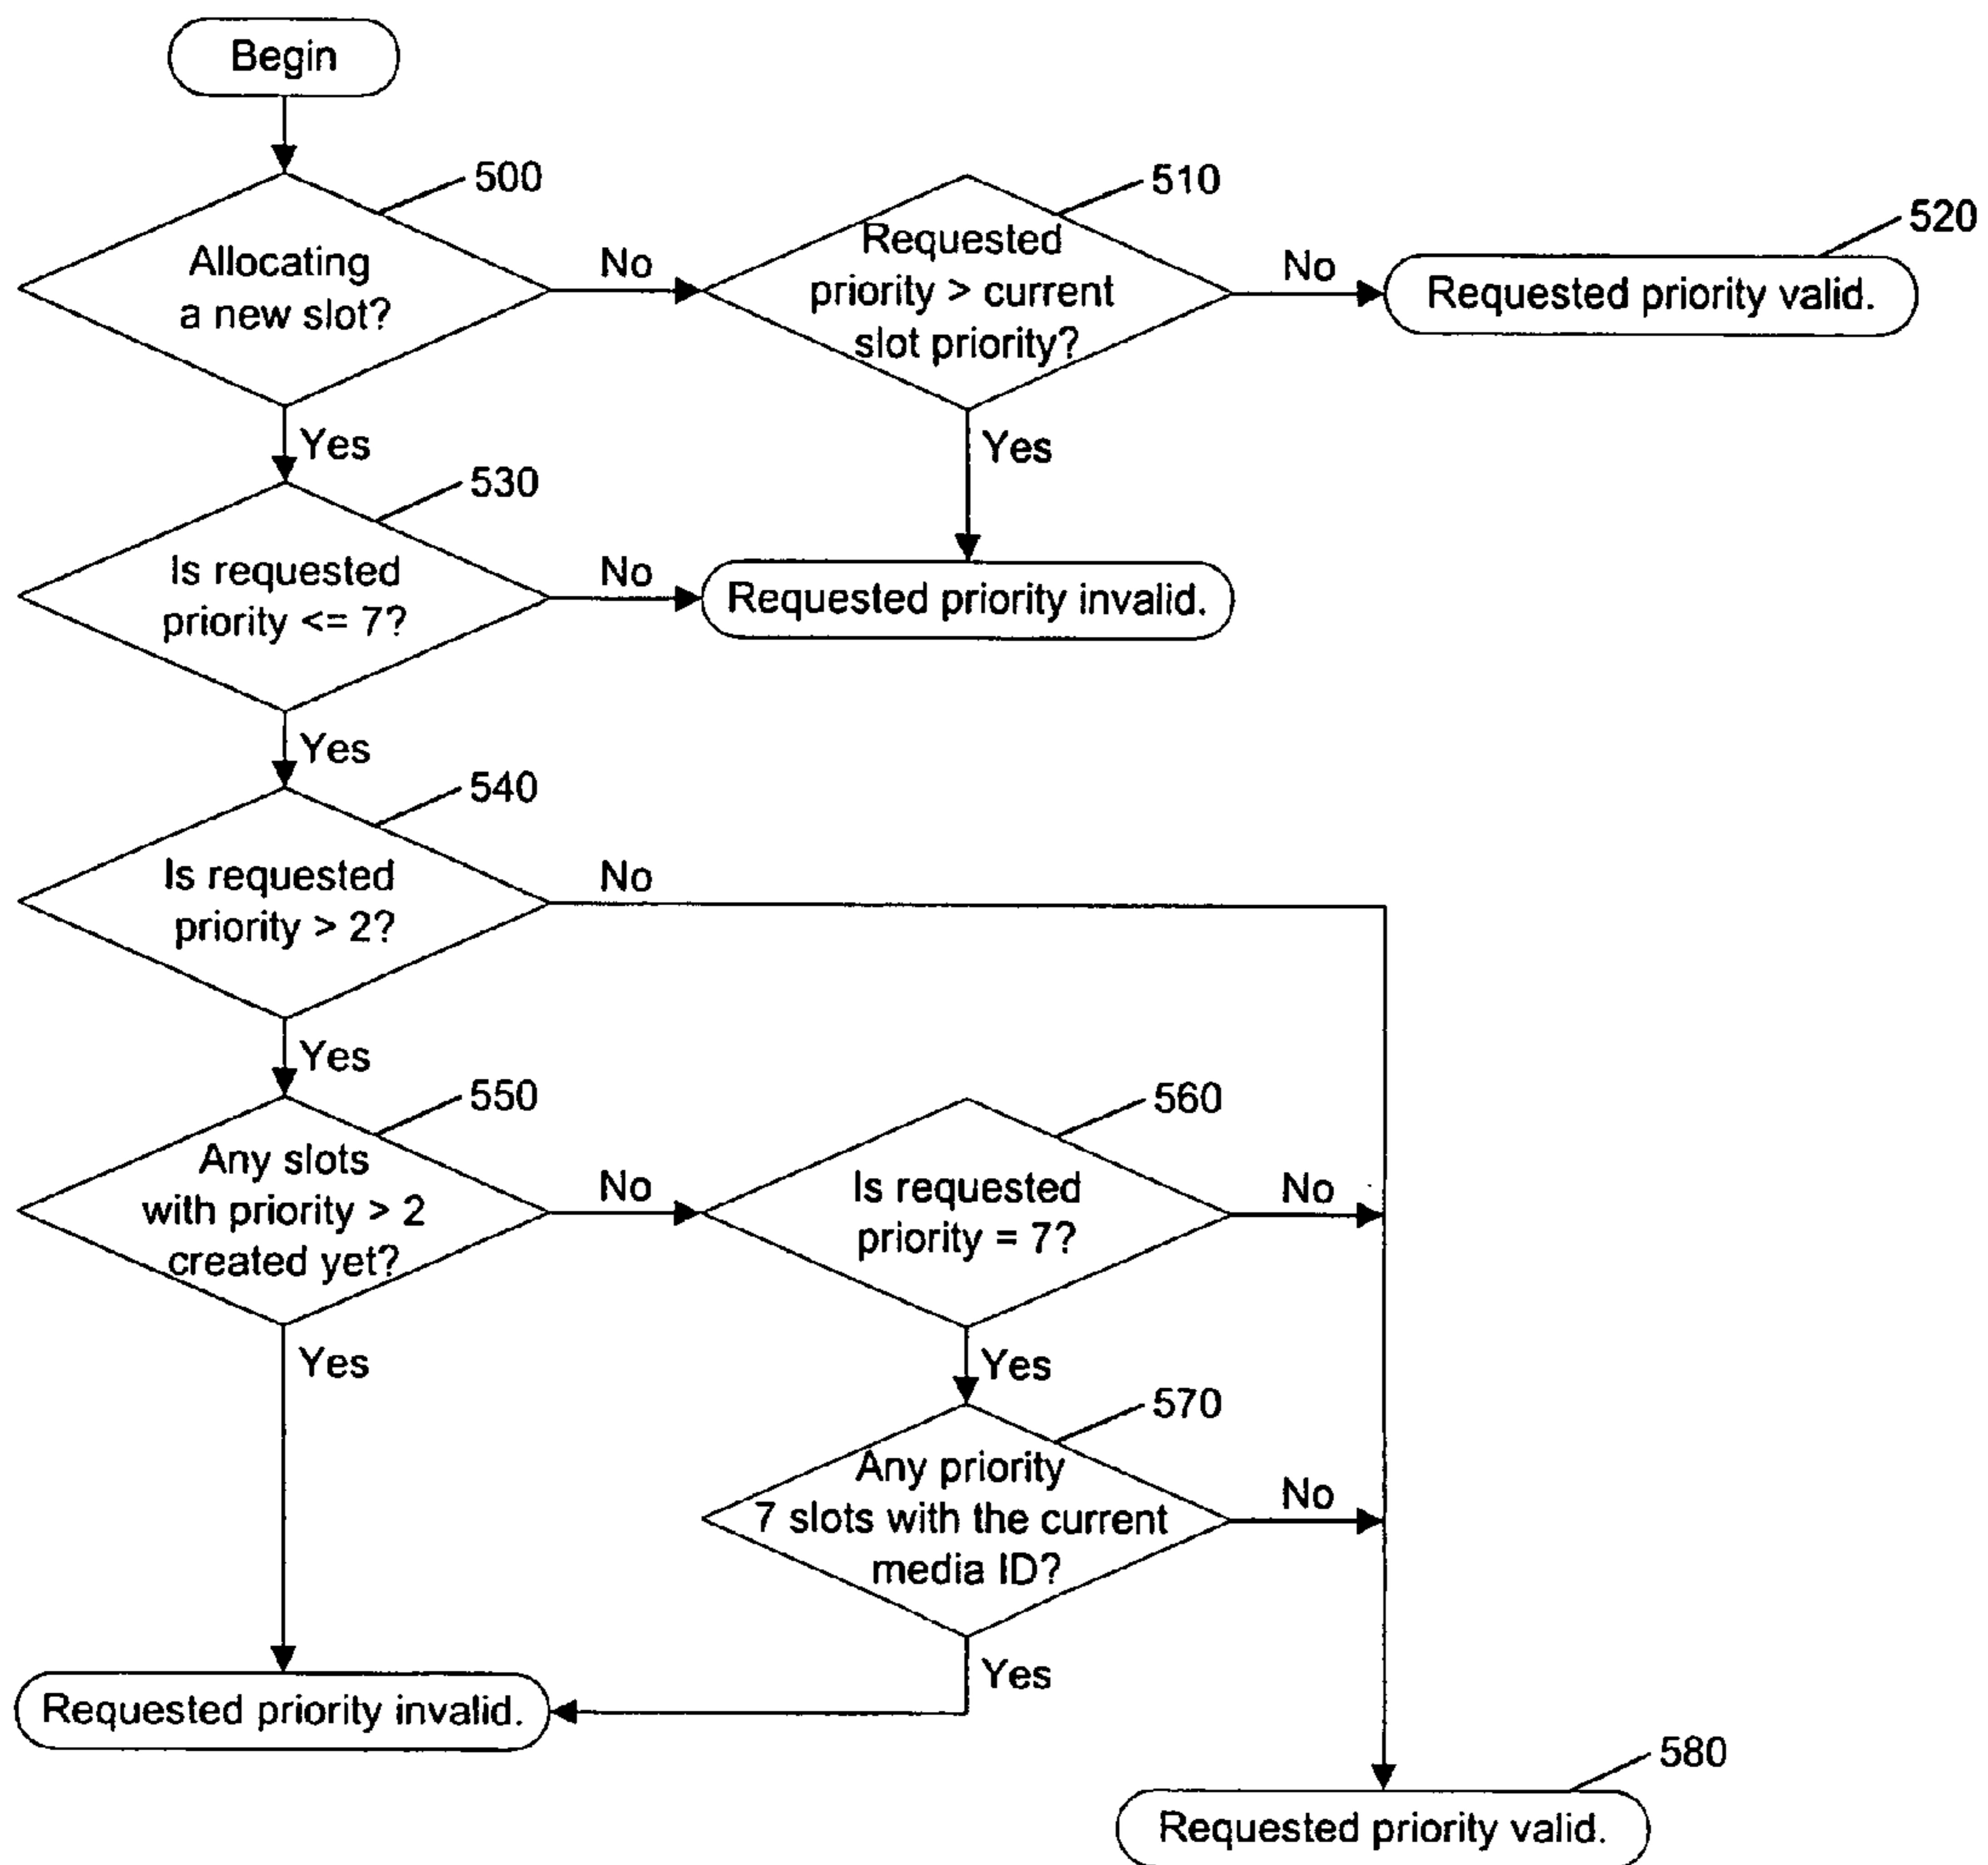 Begin
500
Allocating
a new slot?
No
Yes
510
Requested
priority > current
slot priority?
No
Yes
520
Requested priority valid.
530
Is requested
priority <= 7?
No
Yes
Requested priority invalid.
540
Is requested
priority > 2?
No
Yes
550
Any slots
with priority > 2
created yet?
No
Yes
560
Is requested
priority = 7?
No
Yes
570
Any priority
7 slots with the current
media ID?
No
Yes
Requested priority invalid.
580
Requested priority valid.